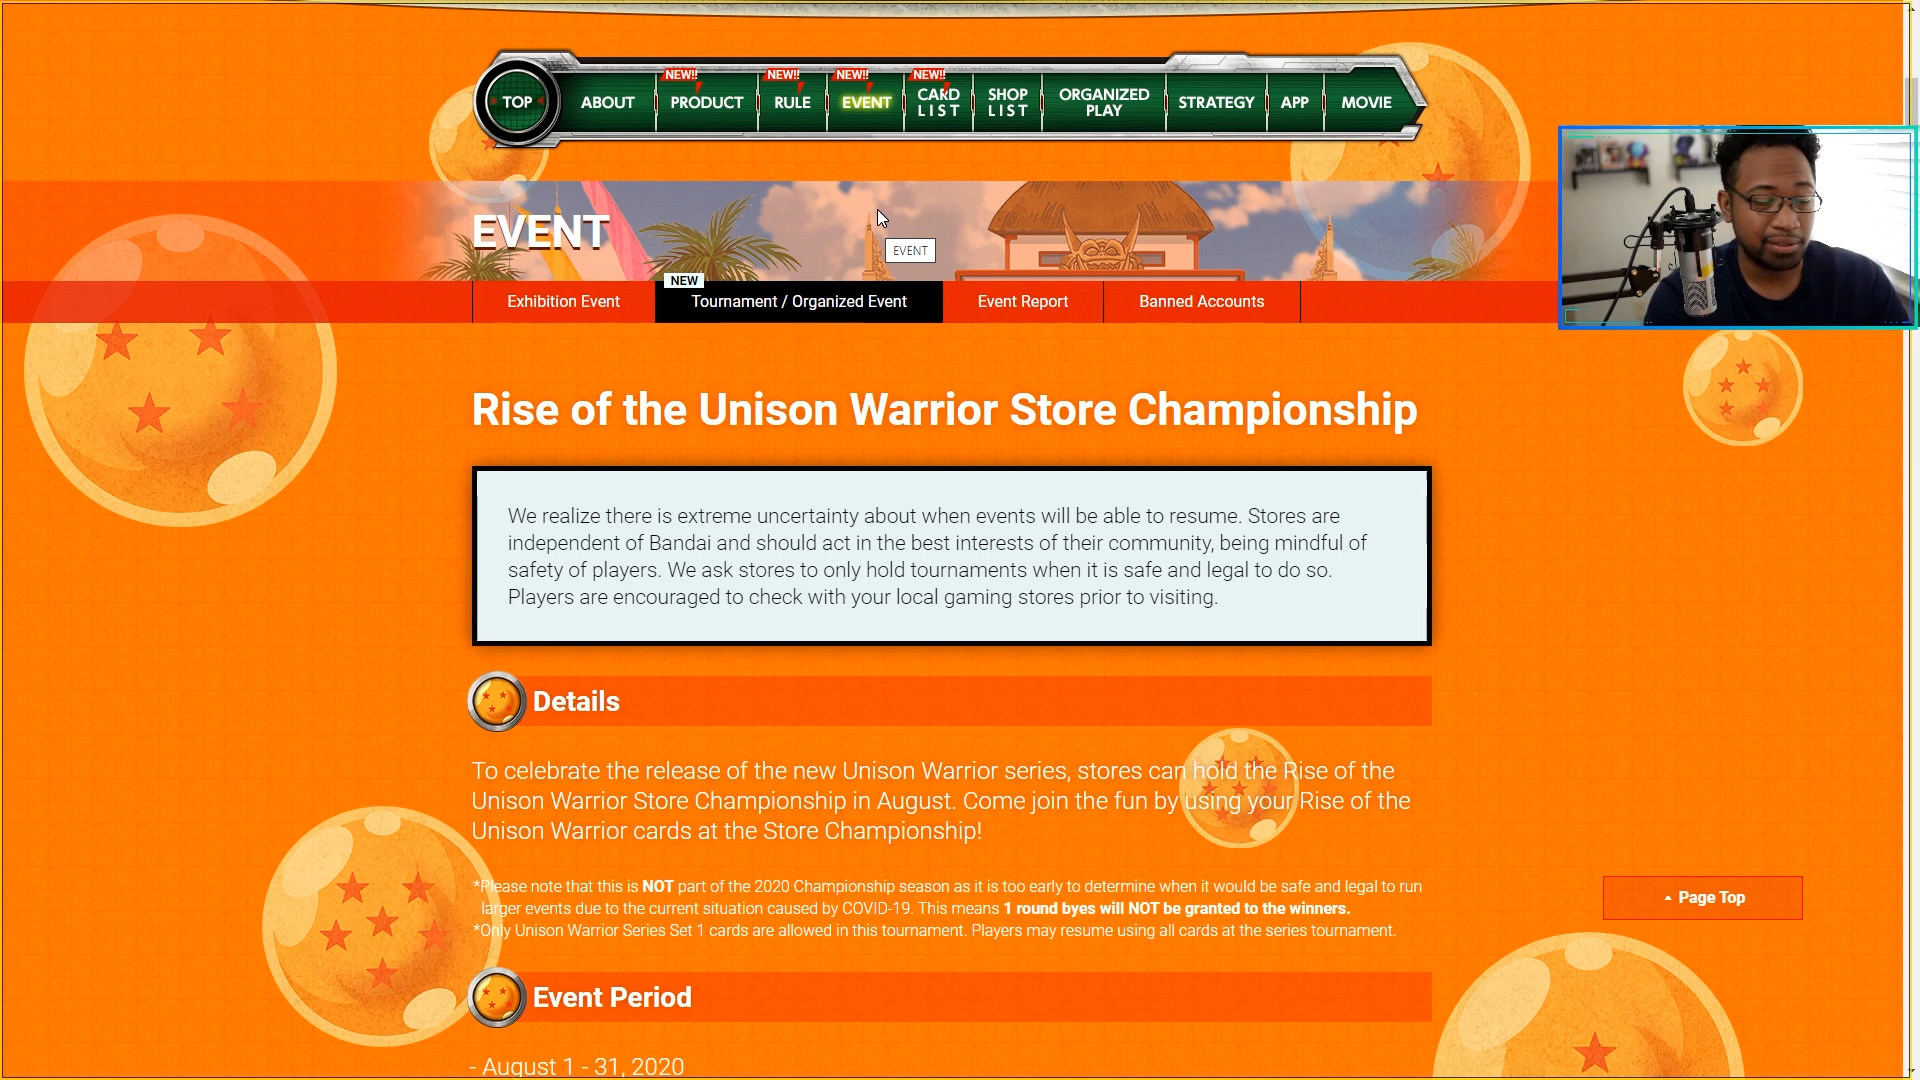 TOP
ABOUT
NEW!!
PRODUCT
NEW!!
RULE
NEW!!
EVENT
NEW!!
CARD
LIST
SHOP
LIST
ORGANIZED
PLAY
STRATEGY
APP
MOVIE
EVENT
EVENT
NEW
Exhibition Event
Tournament / Organized Event
Event Report
Banned Accounts
Rise of the Unison Warrior Store Championship
We realize there is extreme uncertainty about when events will be able to resume. Stores are
independent of Bandai and should act in the best interests of their community, being mindful of
safety of players. We ask stores to only hold tournaments when it is safe and legal to do so.
Players are encouraged to check with your local gaming stores prior to visiting.
Details
To celebrate the release of the new Unison Warrior series, stores can hold the Rise of the
Unison Warrior Store Championship in August. Come join the fun by using your Rise of the
Unison Warrior cards at the Store Championship!
*Please note that this is NOT part of the 2020 Championship season as it is too early to determine when it would be safe and legal to run
larger events due to the current situation caused by COVID-19. This means 1 round byes will NOT be granted to the winners.
*Only Unison Warrior Series Set 1 cards are allowed in this tournament. Players may resume using all cards at the series tournament.
Page Top
Event Period
- August 1 - 31, 2020